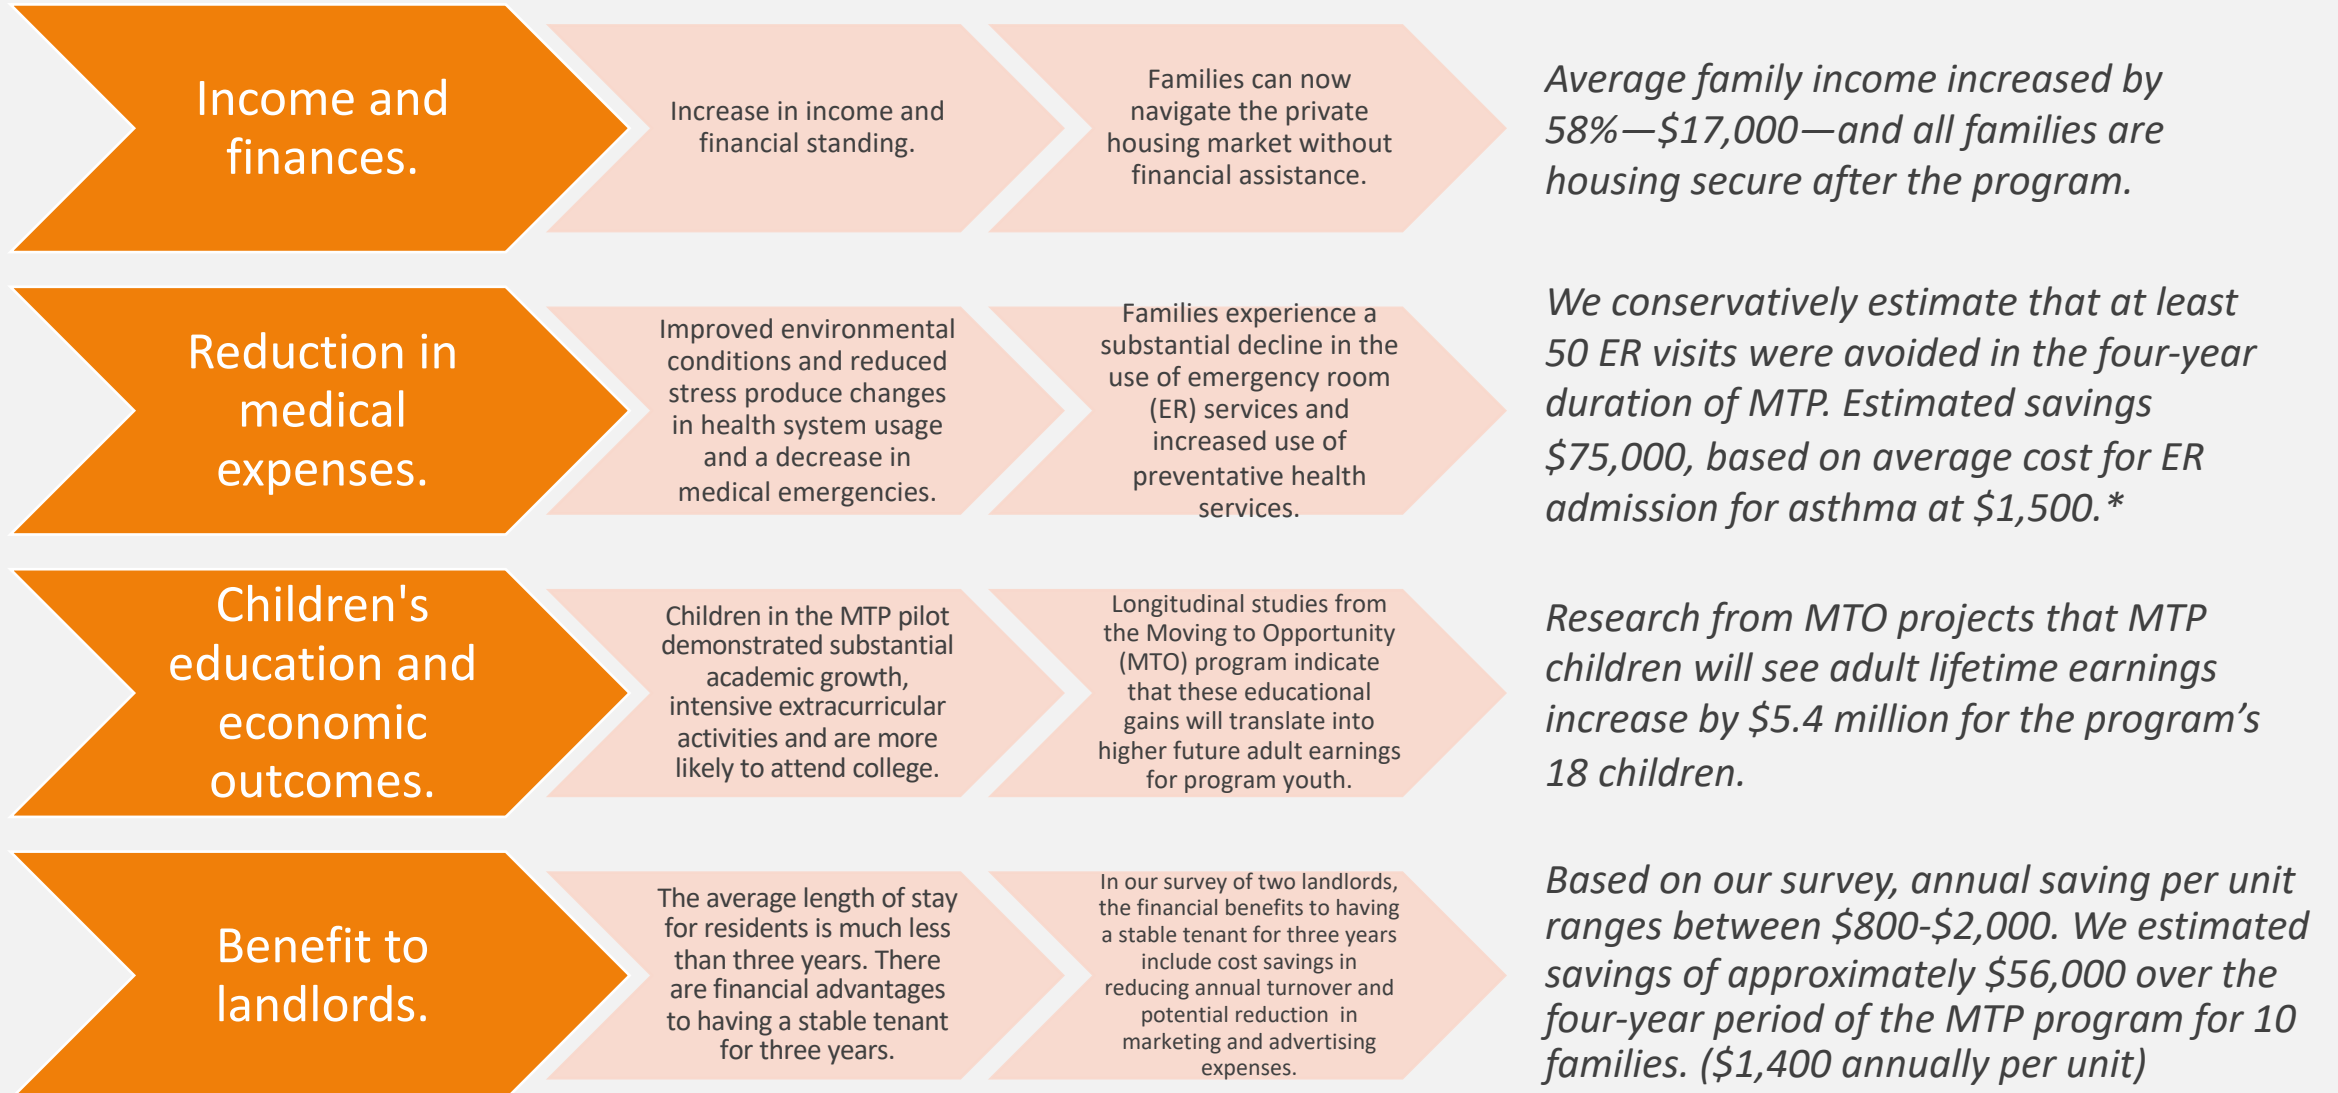 Income and
finances.
Increase in income and
financial standing.
Families can now
navigate the private
housing market without
financial assistance.
Average family income increased by
58%—$17,000—and all families are
housing secure after the program.
Reduction in
medical
expenses.
Improved environmental
conditions and reduced
stress produce changes
in health system usage
and a decrease in
medical emergencies.
Families experience a
substantial decline in the
use of emergency room
(ER) services and
increased use of
preventative health
services.
We conservatively estimate that at least
50 ER visits were avoided in the four-year
duration of MTP. Estimated savings
$75,000, based on average cost for ER
admission for asthma at $1,500.*
Children's
education and
economic
outcomes.
Children in the MTP pilot
demonstrated substantial
academic growth,
intensive extracurricular
activities and are more
likely to attend college.
Longitudinal studies from
the Moving to Opportunity
(MTO) program indicate
that these educational
gains will translate into
higher future adult earnings
for program youth.
Research from MTO projects that MTP
children will see adult lifetime earnings
increase by $5.4 million for the program’s
18 children.
Benefit to
landlords.
The average length of stay
for residents is much less
than three years. There
are financial advantages
to having a stable tenant
for three years.
In our survey of two landlords,
the financial benefits to having
a stable tenant for three years
include cost savings in
reducing annual turnover and
potential reduction in
marketing and advertising
expenses.
Based on our survey, annual saving per unit
ranges between $800-$2,000. We estimated
savings of approximately $56,000 over the
four-year period of the MTP program for 10
families. ($1,400 annually per unit)